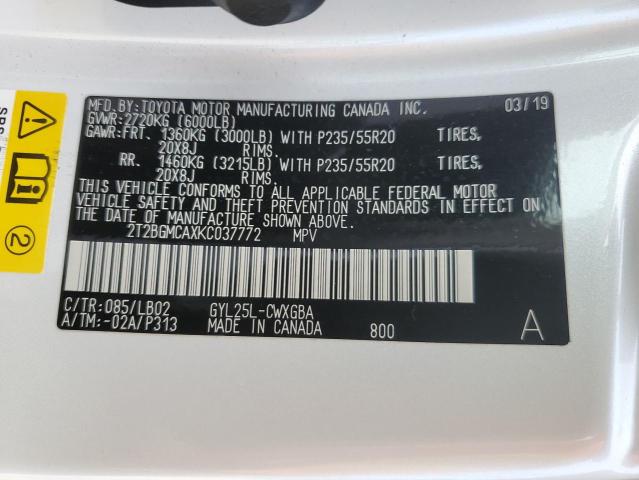 MFD.BY:TOYOTA MOTOR MANUFACTURING CANADA INC. 03/19
GVWR:2720KG (6000LB)
GAWR:FRT. 1360KG (3000LB) WITH P235/55R20 TIRES,
20X8J RIMS.
RR. 1460KG (3215LB) WITH P235/55R20 TIRES,
20X8J RIMS.
THIS VEHICLE CONFORMS TO ALL APPLICABLE FEDERAL MOTOR
VEHICLE SAFETY AND THEFT PREVENTION STANDARDS IN EFFECT ON
THE DATE OF MANUFACTURE SHOWN ABOVE.
2T2BGMCAXKC037772 MPV
C/TR:085/LB02 GYL25L-CWXGBA
A/TM:-02A/P313 MADE IN CANADA 800 A
SRS
2